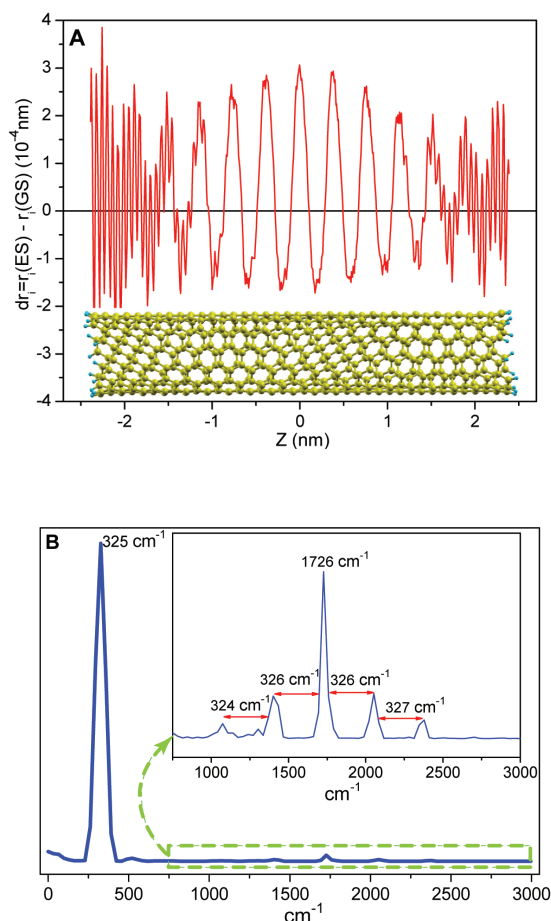 A
dr_i=r_i(ES) - r_i(GS) (10^-4 nm)
4
3
2
1
0
-1
-2
-3
-4
-2 -1 0 1 2
Z (nm)
B
325 cm^-1
1726 cm^-1
326 cm^-1 326 cm^-1
324 cm^-1 327 cm^-1
1000 1500 2000 2500 3000
cm^-1
0 500 1000 1500 2000 2500 3000
cm^-1